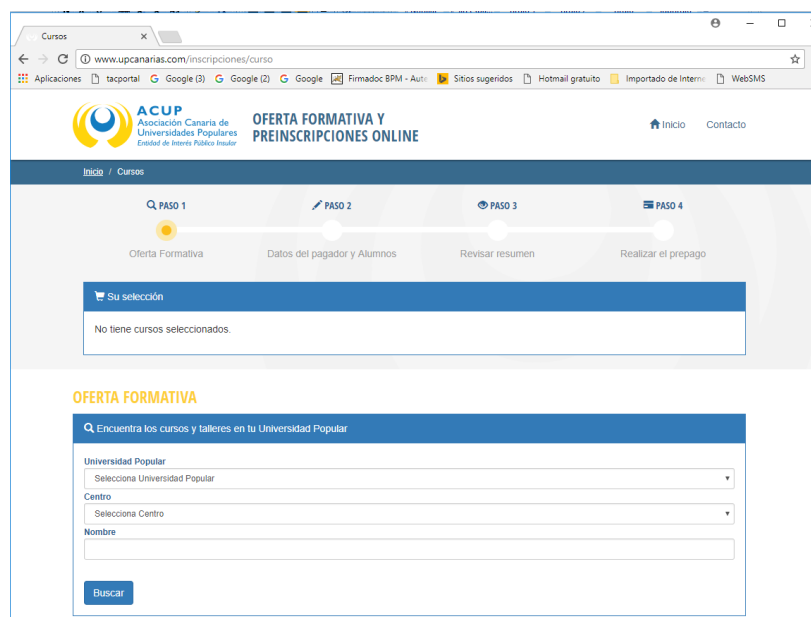 Cursos
www.upcanarias.com/inscripciones/curso
Aplicaciones tacportal Google (3) Google (2) Google Firmadoc BPM - Aute Sitios sugeridos Hotmail gratuito Importado de Interne WebSMS
ACUP
Asociación Canaria de
Universidades Populares
Entidad de Interés Público Insular
OFERTA FORMATIVA Y
PREINSCRIPCIONES ONLINE
Inicio Contacto
Inicio / Cursos
PASO 1 PASO 2 PASO 3 PASO 4
Oferta Formativa Datos del pagador y Alumnos Revisar resumen Realizar el prepago
Su selección
No tiene cursos seleccionados.
OFERTA FORMATIVA
Encuentra los cursos y talleres en tu Universidad Popular
Universidad Popular
Selecciona Universidad Popular
Centro
Selecciona Centro
Nombre
Buscar